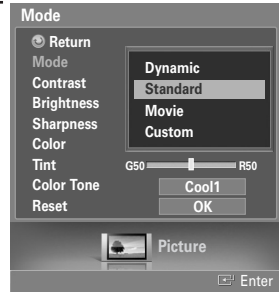 Mode
Return
Mode
Contrast
Brightness
Sharpness
Color
Tint
Color Tone
Reset
Dynamic
Standard
Movie
Custom
G50 R50
Cool1
OK
Picture
Enter